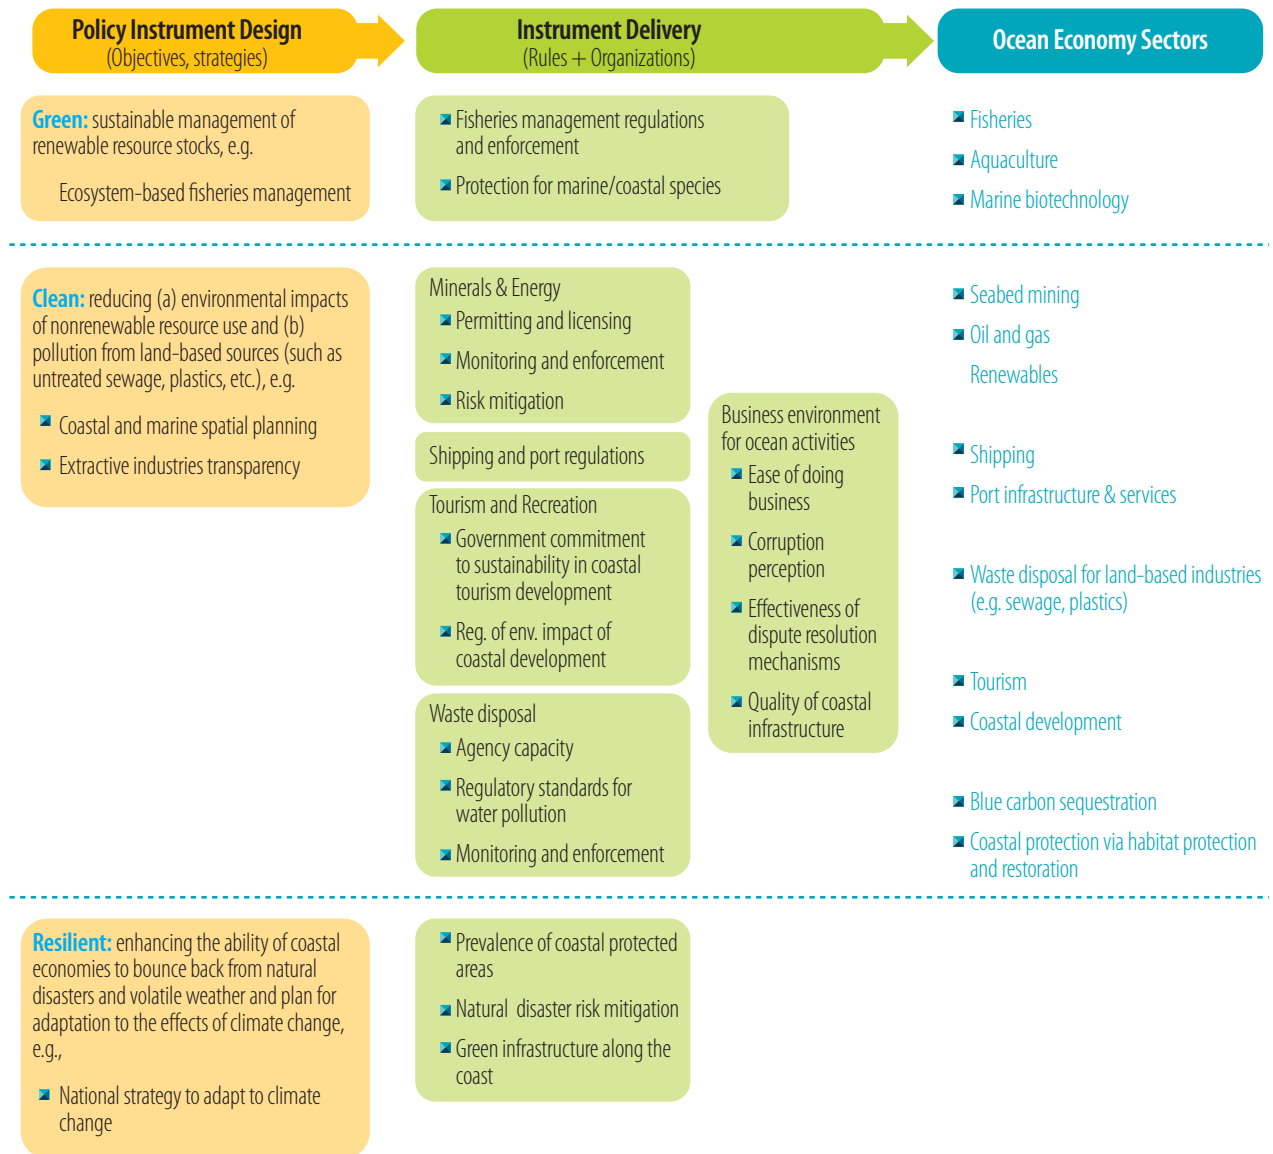 Policy Instrument Design
(Objectives, strategies)
Instrument Delivery
(Rules + Organizations)
Ocean Economy Sectors
Green: sustainable management of
renewable resource stocks, e.g.
Ecosystem-based fisheries management
Fisheries management regulations
and enforcement
Protection for marine/coastal species
Fisheries
Aquaculture
Marine biotechnology
Clean: reducing (a) environmental impacts
of nonrenewable resource use and (b)
pollution from land-based sources (such as
untreated sewage, plastics, etc.), e.g.
Coastal and marine spatial planning
Extractive industries transparency
Minerals & Energy
Permitting and licensing
Monitoring and enforcement
Risk mitigation
Shipping and port regulations
Tourism and Recreation
Government commitment
to sustainability in coastal
tourism development
Reg. of env. impact of
coastal development
Waste disposal
Agency capacity
Regulatory standards for
water pollution
Monitoring and enforcement
Business environment
for ocean activities
Ease of doing
business
Corruption
perception
Effectiveness of
dispute resolution
mechanisms
Quality of coastal
infrastructure
Seabed mining
Oil and gas
Renewables
Shipping
Port infrastructure & services
Waste disposal for land-based industries
(e.g. sewage, plastics)
Tourism
Coastal development
Blue carbon sequestration
Coastal protection via habitat protection
and restoration
Resilient: enhancing the ability of coastal
economies to bounce back from natural
disasters and volatile weather and plan for
adaptation to the effects of climate change,
e.g.,
National strategy to adapt to climate
change
Prevalence of coastal protected
areas
Natural disaster risk mitigation
Green infrastructure along the
coast